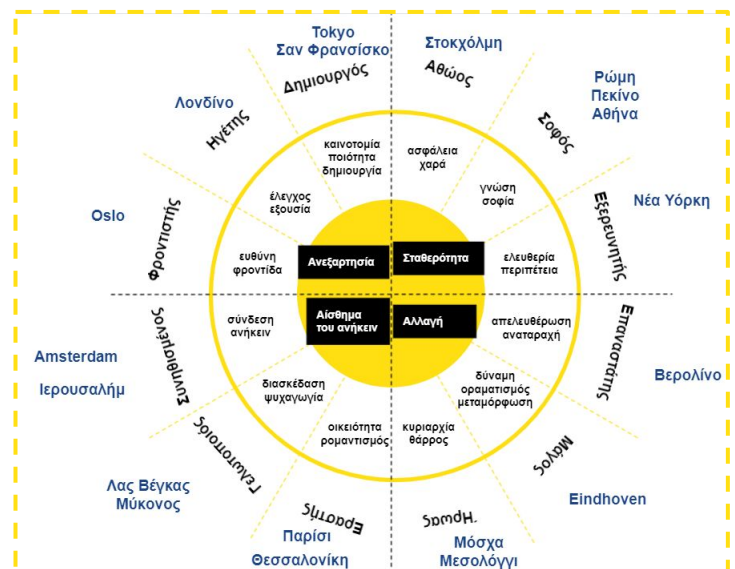 Tokyo
Σαν Φρανσίσκο
Δημιουργός
Στοκχόλμη
Αθώος
Ρώμη
Πεκίνο
Αθήνα
Σοφός
Λονδίνο
Ηγέτης
καινοτομία
ποιότητα
δημιουργία
ασφάλεια
χαρά
γνώση
σοφία
έλεγχος
εξουσία
Νέα Υόρκη
Εξερευνητής
Oslo
Φροντιστής
ευθύνη
φροντίδα
Ανεξαρτησία
Σταθερότητα
ελευθερία
περιπέτεια
Αίσθημα
του ανήκειν
Αλλαγή
σύνδεση
ανήκειν
απελευθέρωση
αναταραχή
Συνηθισμένος
Επαναστάτης
Amsterdam
Ιερουσαλήμ
Βερολίνο
διασκέδαση
ψυχαγωγία
δύναμη
οραματισμός
μεταμόρφωση
οικειότητα
ρομαντισμός
κυριαρχία
θάρρος
Γελωτοποιός
Μάγος
Λας Βέγκας
Μύκονος
Eindhoven
Εραστής
Ήρωας
Παρίσι
Θεσσαλονίκη
Μόσχα
Μεσολόγγι